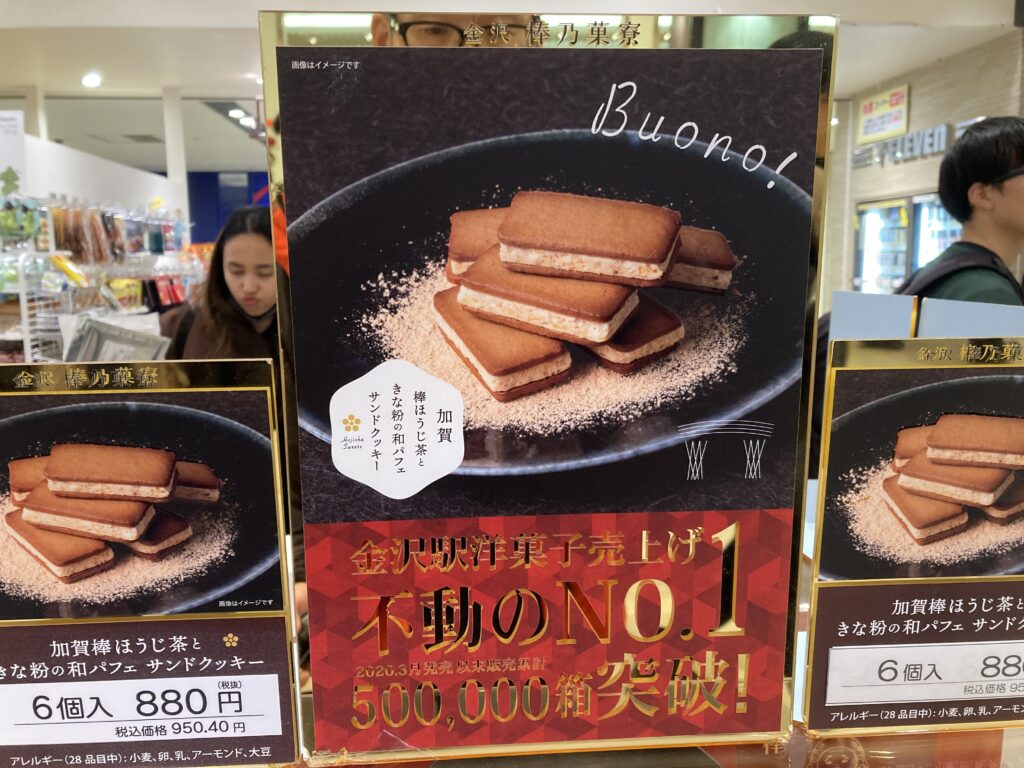 金沢 棒乃菓寮
画像はイメージです
Buono!
加賀
棒ほうじ茶と
きな粉の和パフェ
サンドクッキー
Hojicha
Sweets
金沢駅洋菓子売上げ
不動のNo.1
2020.3月発売以来販売累計
500,000箱突破!
金沢 棒乃菓寮
画像はイメージです
加賀棒ほうじ茶と
きな粉の和パフェ サンドクッキー
6個入 880円
(税抜)
税込価格 950.40 円
アレルギー(28品目中):小麦、卵、乳、アーモンド、大豆
金沢 棒乃菓
加賀棒ほうじ茶と
きな粉の和パフェ サンドク
6個入 88
税込価格 95
アレルギー(28品目中):小麦、卵、乳、
ELEVEN